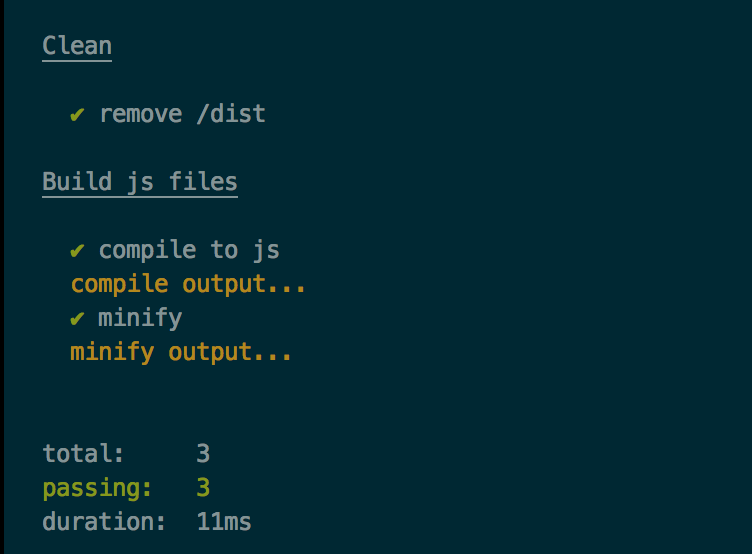 Clean
✔ remove /dist
Build js files
✔ compile to js
compile output...
✔ minify
minify output...
total: 3
passing: 3
duration: 11ms